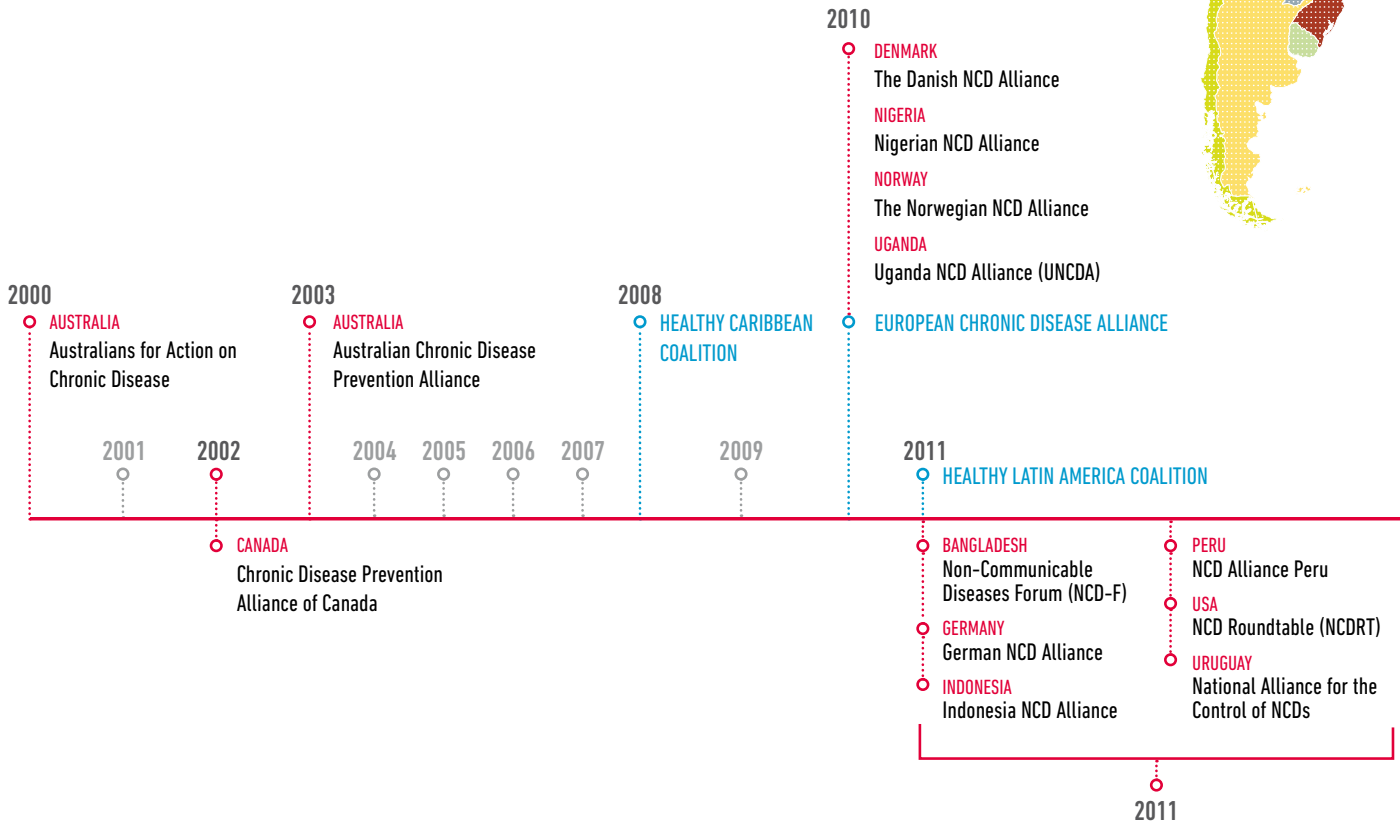 2010
DENMARK
The Danish NCD Alliance
NIGERIA
Nigerian NCD Alliance
NORWAY
The Norwegian NCD Alliance
UGANDA
Uganda NCD Alliance (UNCDA)
EUROPEAN CHRONIC DISEASE ALLIANCE
2000
AUSTRALIA
Australians for Action on
Chronic Disease
2003
AUSTRALIA
Australian Chronic Disease
Prevention Alliance
2008
HEALTHY CARIBBEAN
COALITION
2001
2002
2004
2005
2006
2007
2009
2011
HEALTHY LATIN AMERICA COALITION
CANADA
Chronic Disease Prevention
Alliance of Canada
BANGLADESH
Non-Communicable
Diseases Forum (NCD-F)
GERMANY
German NCD Alliance
INDONESIA
Indonesia NCD Alliance
PERU
NCD Alliance Peru
USA
NCD Roundtable (NCDRT)
URUGUAY
National Alliance for the
Control of NCDs
2011